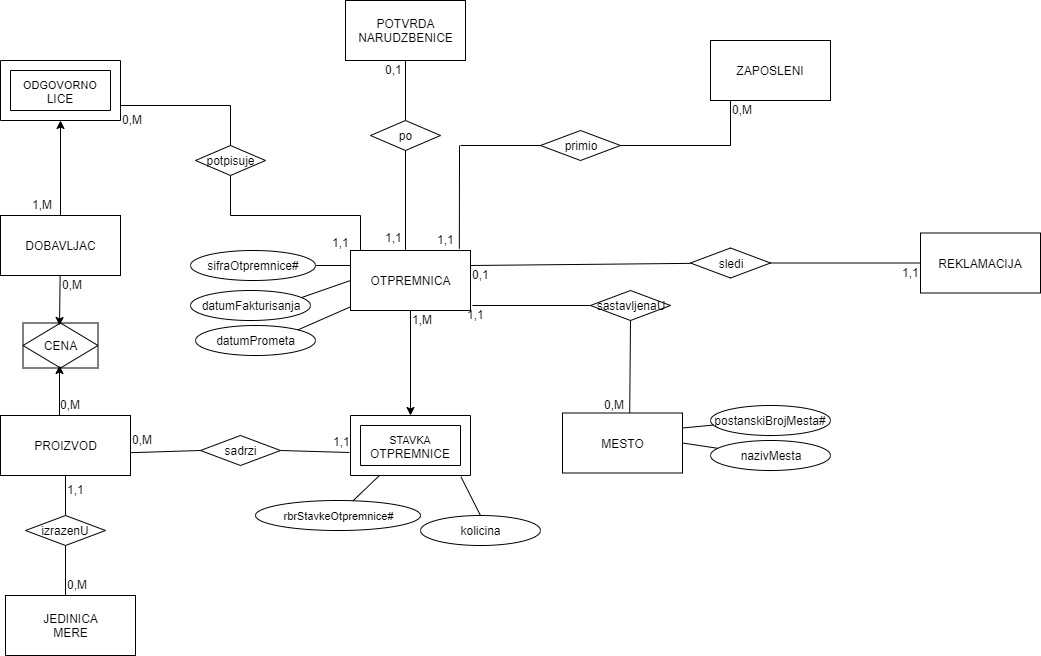 POTVRDA
NARUDZBENICE
0,1
ZAPOSLENI
0,M
ODGOVORNO
LICE
0,M
po
primio
potpisuje
1,M
DOBAVLJAC
0,M
1,1
1,1
1,1
sifraOtpremnice#
datumFakturisanja
datumPrometa
OTPREMNICA
0,1
sledi
1,1
REKLAMACIJA
1,M
1,1
sastavljenaU
CENA
0,M
PROIZVOD
0,M
sadrzi
1,1
STAVKA
OTPREMNICE
0,M
MESTO
postanskiBrojMesta#
nazivMesta
1,1
rbrStavkeOtpremnice#
kolicina
izrazenU
0,M
JEDINICA
MERE